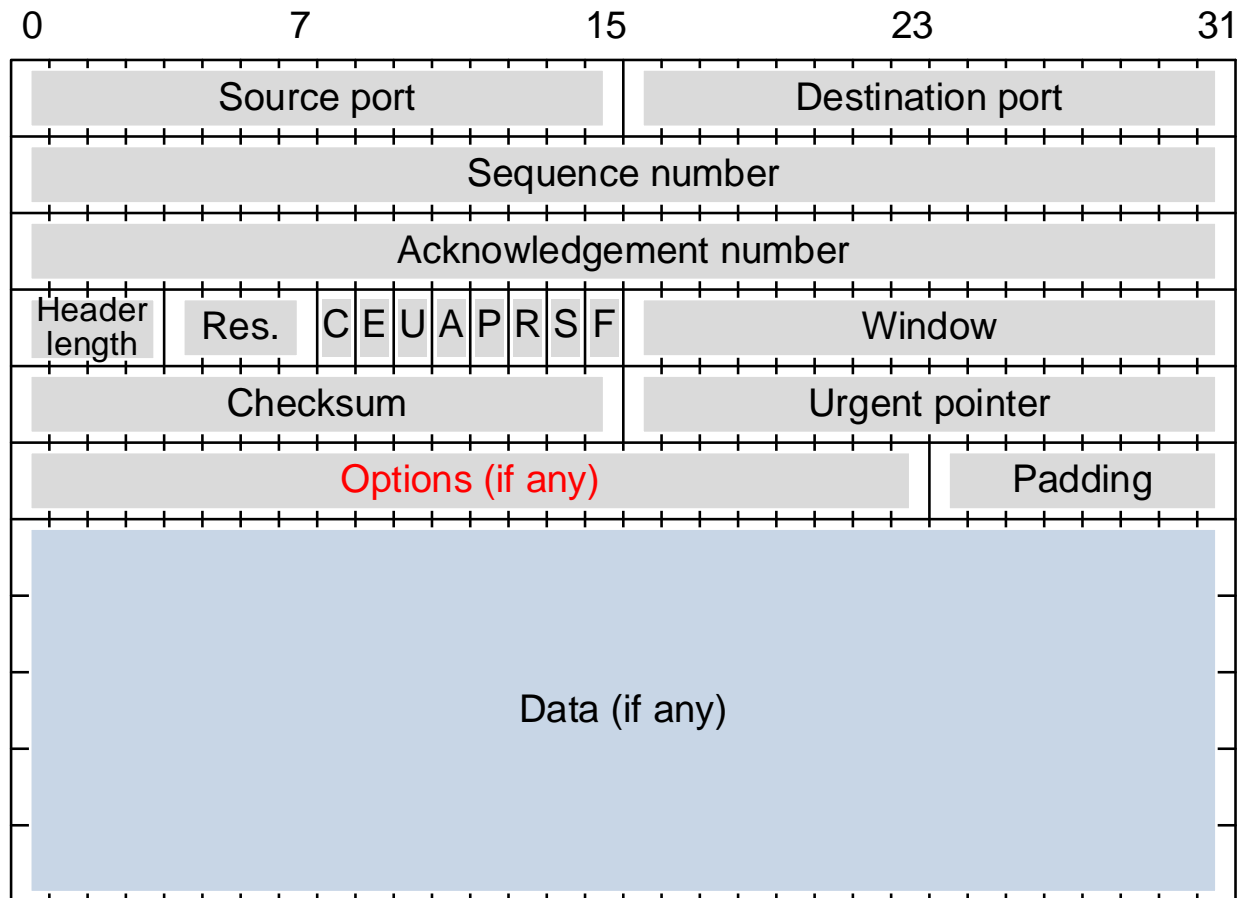 0 7 15 23 31
Source port Destination port
Sequence number
Acknowledgement number
Header
length Res. C E U A P R S F Window
Checksum Urgent pointer
Options (if any) Padding
Data (if any)